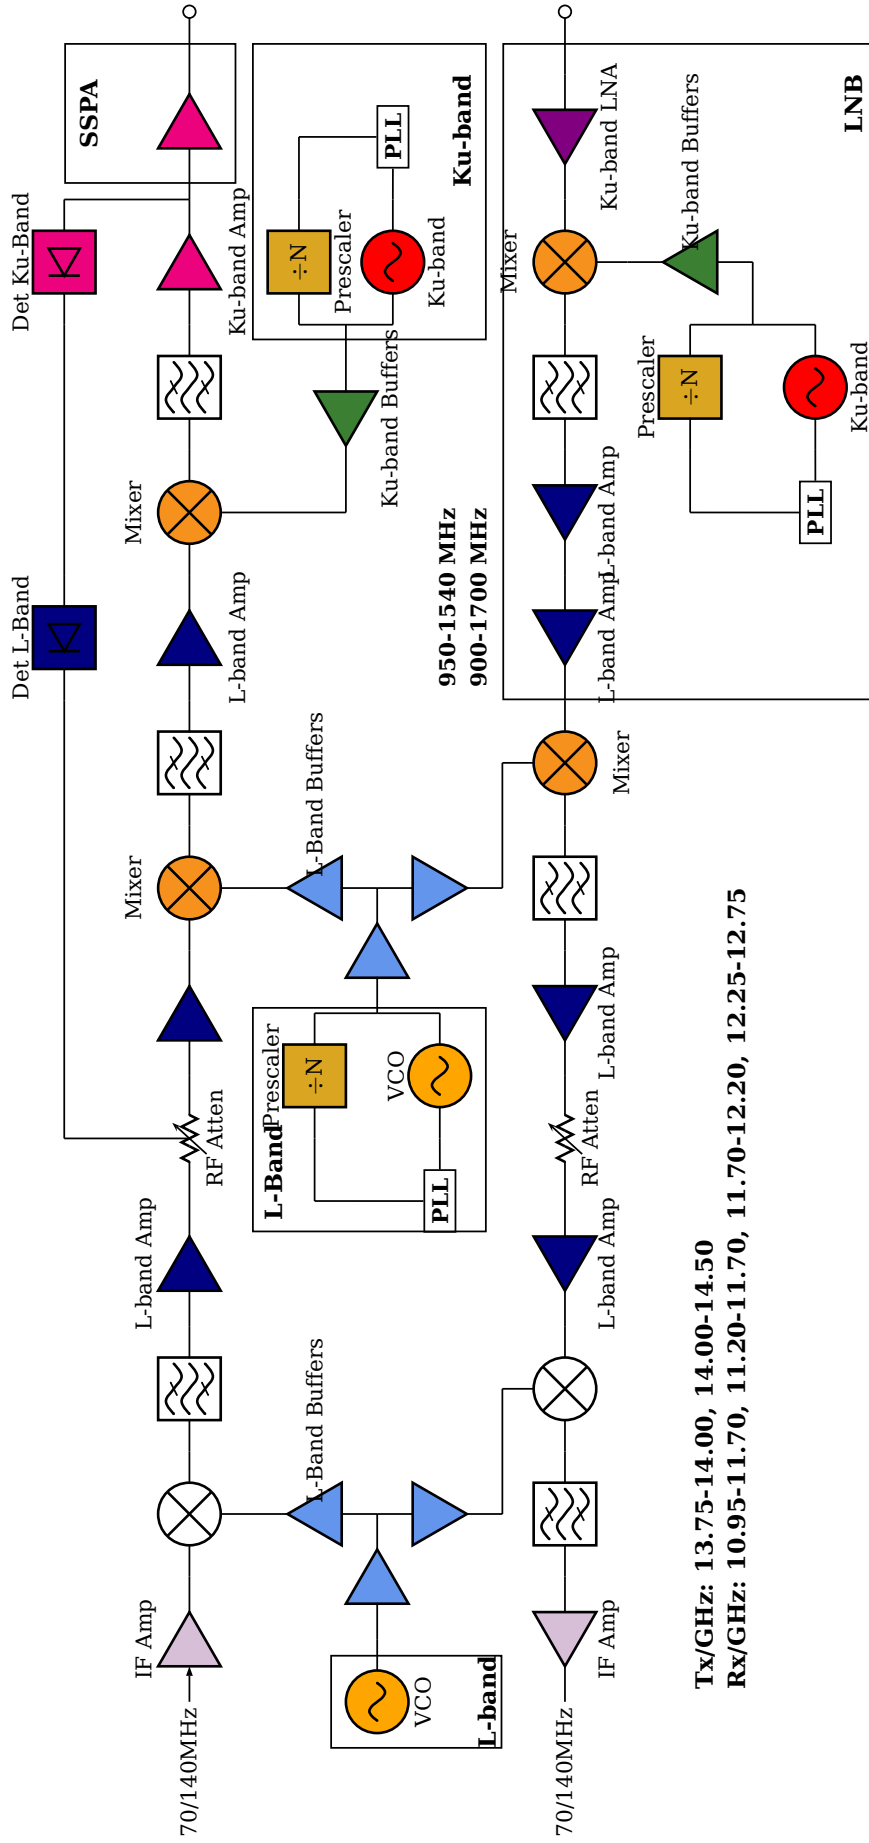 70/140MHz
IF Amp
L-band Amp
RF Atten
Mixer
L-band Amp
Mixer
Ku-band Amp
SSPA
Det L-Band
Det Ku-Band
VCO
L-band
L-Band Buffers
L-Band
PLL
Prescaler
÷N
VCO
L-Band Buffers
Ku-band Buffers
Ku-band
Prescaler
÷N
Ku-band
PLL
950-1540 MHz
900-1700 MHz
70/140MHz
IF Amp
L-band Amp
RF Atten
L-band Amp
Mixer
L-band Amp
L-band Amp
Mixer
Ku-band LNA
Ku-band Buffers
Prescaler
÷N
PLL
Ku-band
LNB
Tx/GHz: 13.75-14.00, 14.00-14.50
Rx/GHz: 10.95-11.70, 11.20-11.70, 11.70-12.20, 12.25-12.75